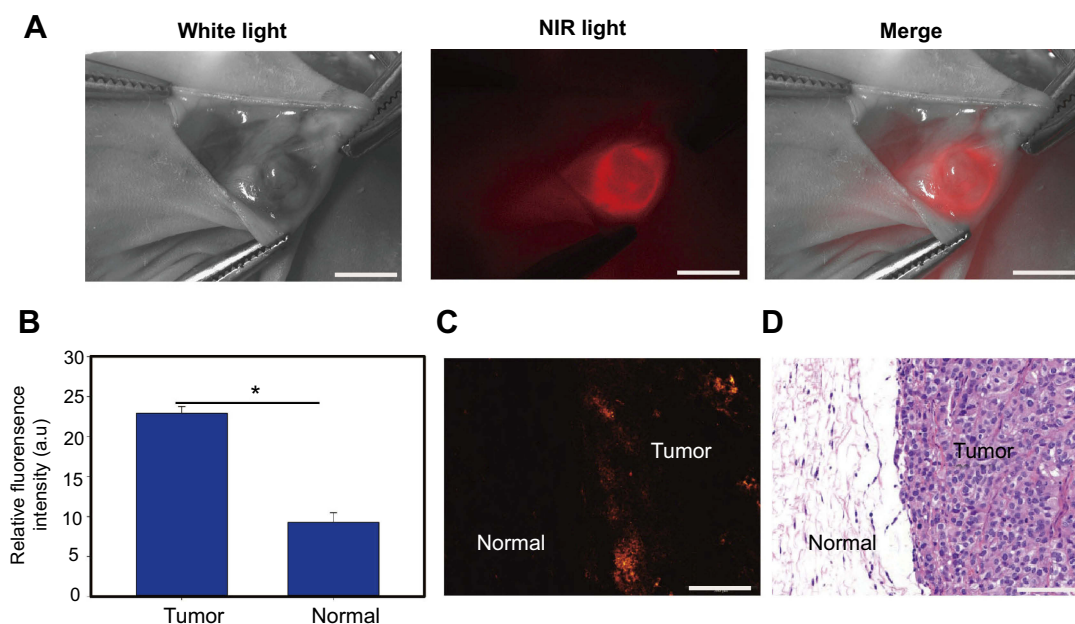 A
White light
NIR light
Merge
B
Relative fluorensence
intensity (a.u)
30
25
20
15
10
5
0
*
Tumor
Normal
C
Tumor
Normal
D
Tumor
Normal